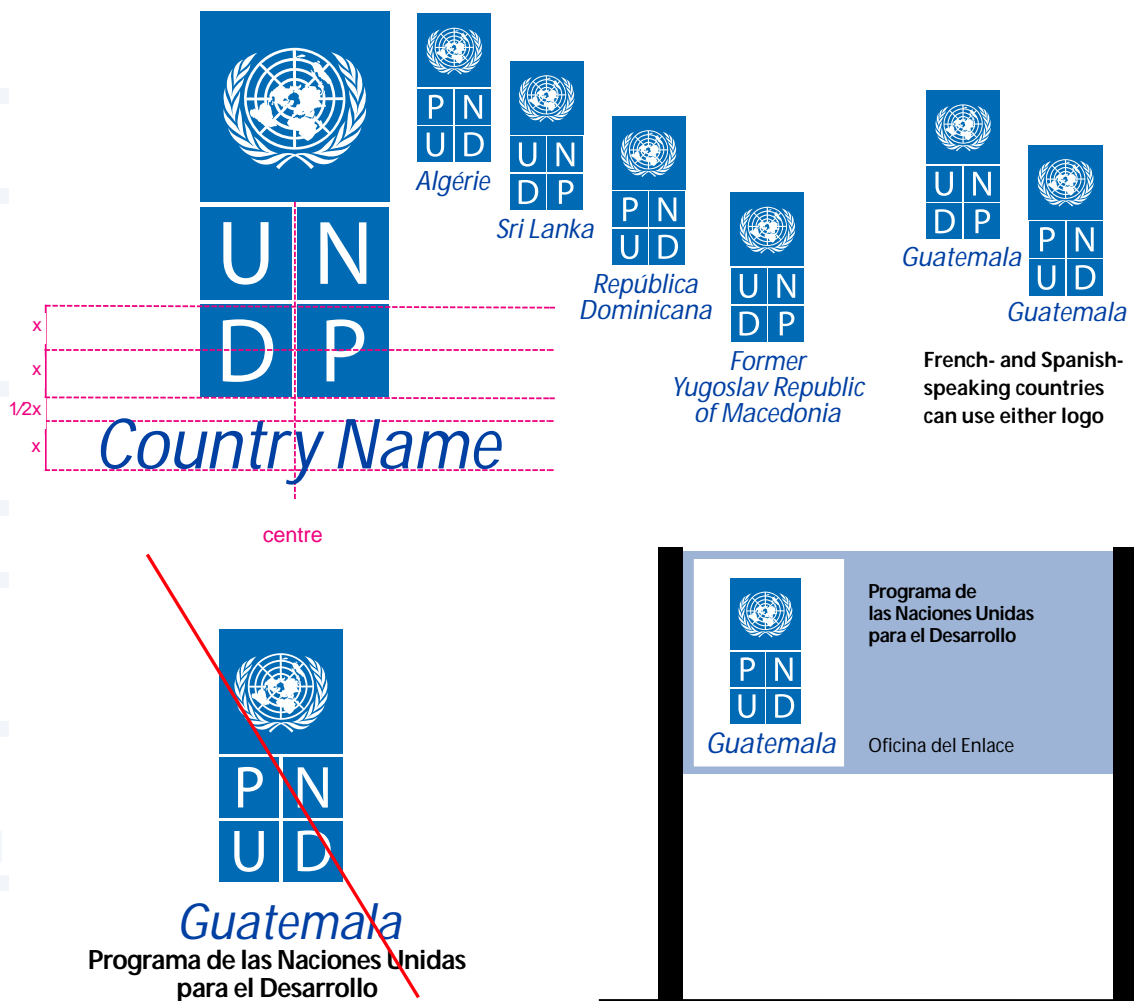 U N
D P
x
x
1/2x
x
Country Name
centre
P N
U D
Algérie
U N
D P
Sri Lanka
P N
U D
República
Dominicana
U N
D P
Former
Yugoslav Republic
of Macedonia
U N
D P
Guatemala
P N
U D
Guatemala
French- and Spanish-
speaking countries
can use either logo
P N
U D
Guatemala
Programa de las Naciones Unidas
para el Desarrollo
P N
U D
Guatemala
Programa de
las Naciones Unidas
para el Desarrollo
Oficina del Enlace